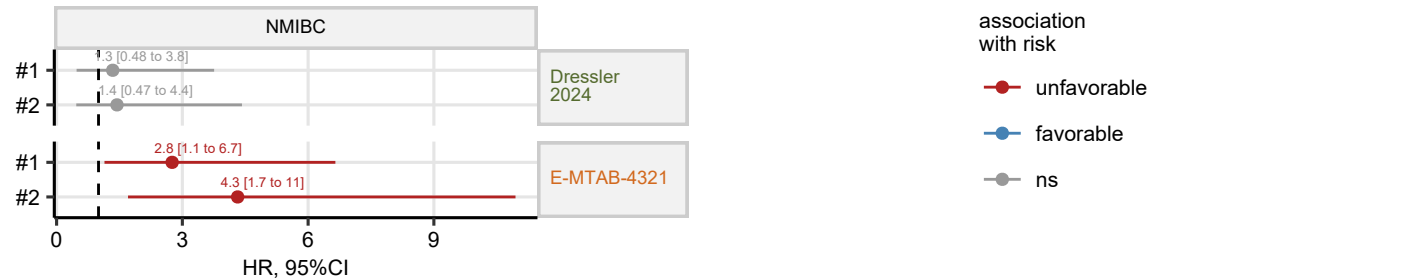 NMIBC
#1
1.3 [0.48 to 3.8]
#2
1.4 [0.47 to 4.4]
Dressler
2024
#1
2.8 [1.1 to 6.7]
#2
4.3 [1.7 to 11]
E-MTAB-4321
0 3 6 9
HR, 95%CI
association
with risk
unfavorable
favorable
ns